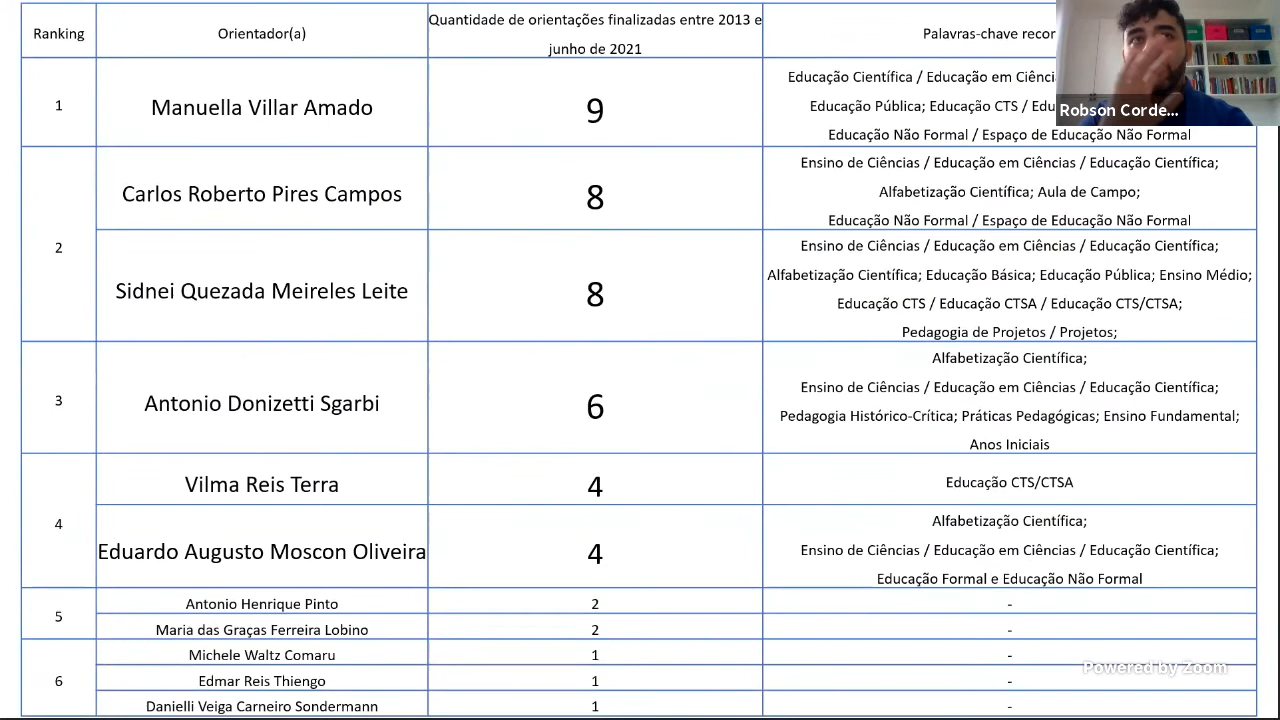 Ranking
Orientador(a)
Quantidade de orientações finalizadas entre 2013 e
junho de 2021
Palavras-chave recor
1
Manuella Villar Amado
9
Educação Científica / Educação em Ciênci
Educação Pública; Educação CTS / Edu
Educação Não Formal / Espaço de Educação Não Formal
2
Carlos Roberto Pires Campos
8
Ensino de Ciências / Educação em Ciências / Educação Científica;
Alfabetização Científica; Aula de Campo;
Educação Não Formal / Espaço de Educação Não Formal
Sidnei Quezada Meireles Leite
8
Ensino de Ciências / Educação em Ciências / Educação Científica;
Alfabetização Científica; Educação Básica; Educação Pública; Ensino Médio;
Educação CTS / Educação CTSA / Educação CTS/CTSA;
Pedagogia de Projetos / Projetos;
3
Antonio Donizetti Sgarbi
6
Alfabetização Científica;
Ensino de Ciências / Educação em Ciências / Educação Científica;
Pedagogia Histórico-Crítica; Práticas Pedagógicas; Ensino Fundamental;
Anos Iniciais
4
Vilma Reis Terra
4
Educação CTS/CTSA
Eduardo Augusto Moscon Oliveira
4
Alfabetização Científica;
Ensino de Ciências / Educação em Ciências / Educação Científica;
Educação Formal e Educação Não Formal
5
Antonio Henrique Pinto
2
-
Maria das Graças Ferreira Lobino
2
-
6
Michele Waltz Comaru
1
-
Edmar Reis Thiengo
1
-
Danielli Veiga Carneiro Sondermann
1
-
Robson Corde...
Powered by Zoom